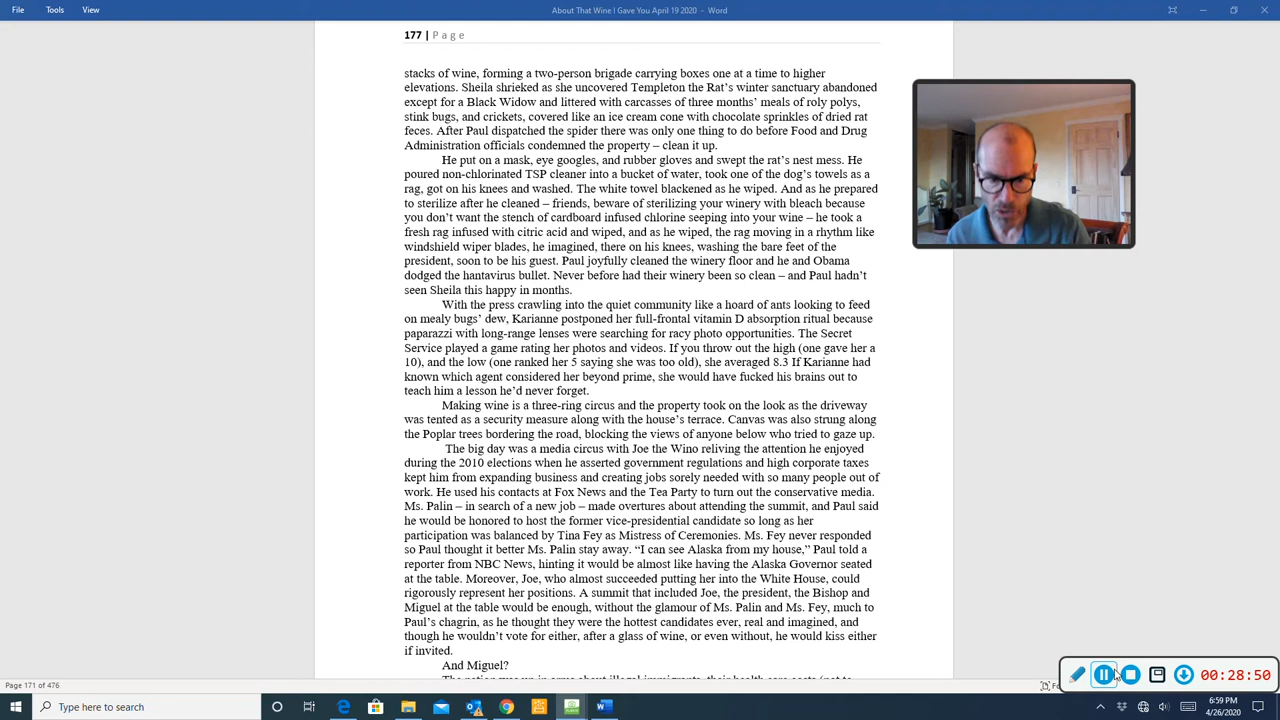 File Tools View
About That Wine I Gave You April 19 2020 - Word
177 | Page
stacks of wine, forming a two-person brigade carrying boxes one at a time to higher
elevations. Sheila shrieked as she uncovered Templeton the Rat's winter sanctuary abandoned
except for a Black Widow and littered with carcasses of three months' meals of roly polys,
stink bugs, and crickets, covered like an ice cream cone with chocolate sprinkles of dried rat
feces. After Paul dispatched the spider there was only one thing to do before Food and Drug
Administration officials condemned the property – clean it up.
He put on a mask, eye googles, and rubber gloves and swept the rat's nest mess. He
poured non-chlorinated TSP cleaner into a bucket of water, took one of the dog's towels as a
rag, got on his knees and washed. The white towel blackened as he wiped. And as he prepared
to sterilize after he cleaned – friends, beware of sterilizing your winery with bleach because
you don't want the stench of cardboard infused chlorine seeping into your wine – he took a
fresh rag infused with citric acid and wiped, and as he wiped, the rag moving in a rhythm like
windshield wiper blades, he imagined, there on his knees, washing the bare feet of the
president, soon to be his guest. Paul joyfully cleaned the winery floor and he and Obama
dodged the hantavirus bullet. Never before had their winery been so clean – and Paul hadn't
seen Sheila this happy in months.
With the press crawling into the quiet community like a hoard of ants looking to feed
on mealy bugs' dew, Karianne postponed her full-frontal vitamin D absorption ritual because
paparazzi with long-range lenses were searching for racy photo opportunities. The Secret
Service played a game rating her photos and videos. If you throw out the high (one gave her a
10), and the low (one ranked her 5 saying she was too old), she averaged 8.3 If Karianne had
known which agent considered her beyond prime, she would have fucked his brains out to
teach him a lesson he'd never forget.
Making wine is a three-ring circus and the property took on the look as the driveway
was tented as a security measure along with the house's terrace. Canvas was also strung along
the Poplar trees bordering the road, blocking the views of anyone below who tried to gaze up.
The big day was a media circus with Joe the Wino reliving the attention he enjoyed
during the 2010 elections when he asserted government regulations and high corporate taxes
kept him from expanding business and creating jobs sorely needed with so many people out of
work. He used his contacts at Fox News and the Tea Party to turn out the conservative media.
Ms. Palin – in search of a new job – made overtures about attending the summit, and Paul said
he would be honored to host the former vice-presidential candidate so long as her
participation was balanced by Tina Fey as Mistress of Ceremonies. Ms. Fey never responded
so Paul thought it better Ms. Palin stay away. “I can see Alaska from my house,” Paul told a
reporter from NBC News, hinting it would be almost like having the Alaska Governor seated
at the table. Moreover, Joe, who almost succeeded putting her into the White House, could
rigorously represent her positions. A summit that included Joe, the president, the Bishop and
Miguel at the table would be enough, without the glamour of Ms. Palin and Ms. Fey, much to
Paul's chagrin, as he thought they were the hottest candidates ever, real and imagined, and
though he wouldn't vote for either, after a glass of wine, or even without, he would kiss either
if invited.
And Miguel?
Page 171 of 476
00:28:50
Type here to search
6:59 PM
4/26/2020